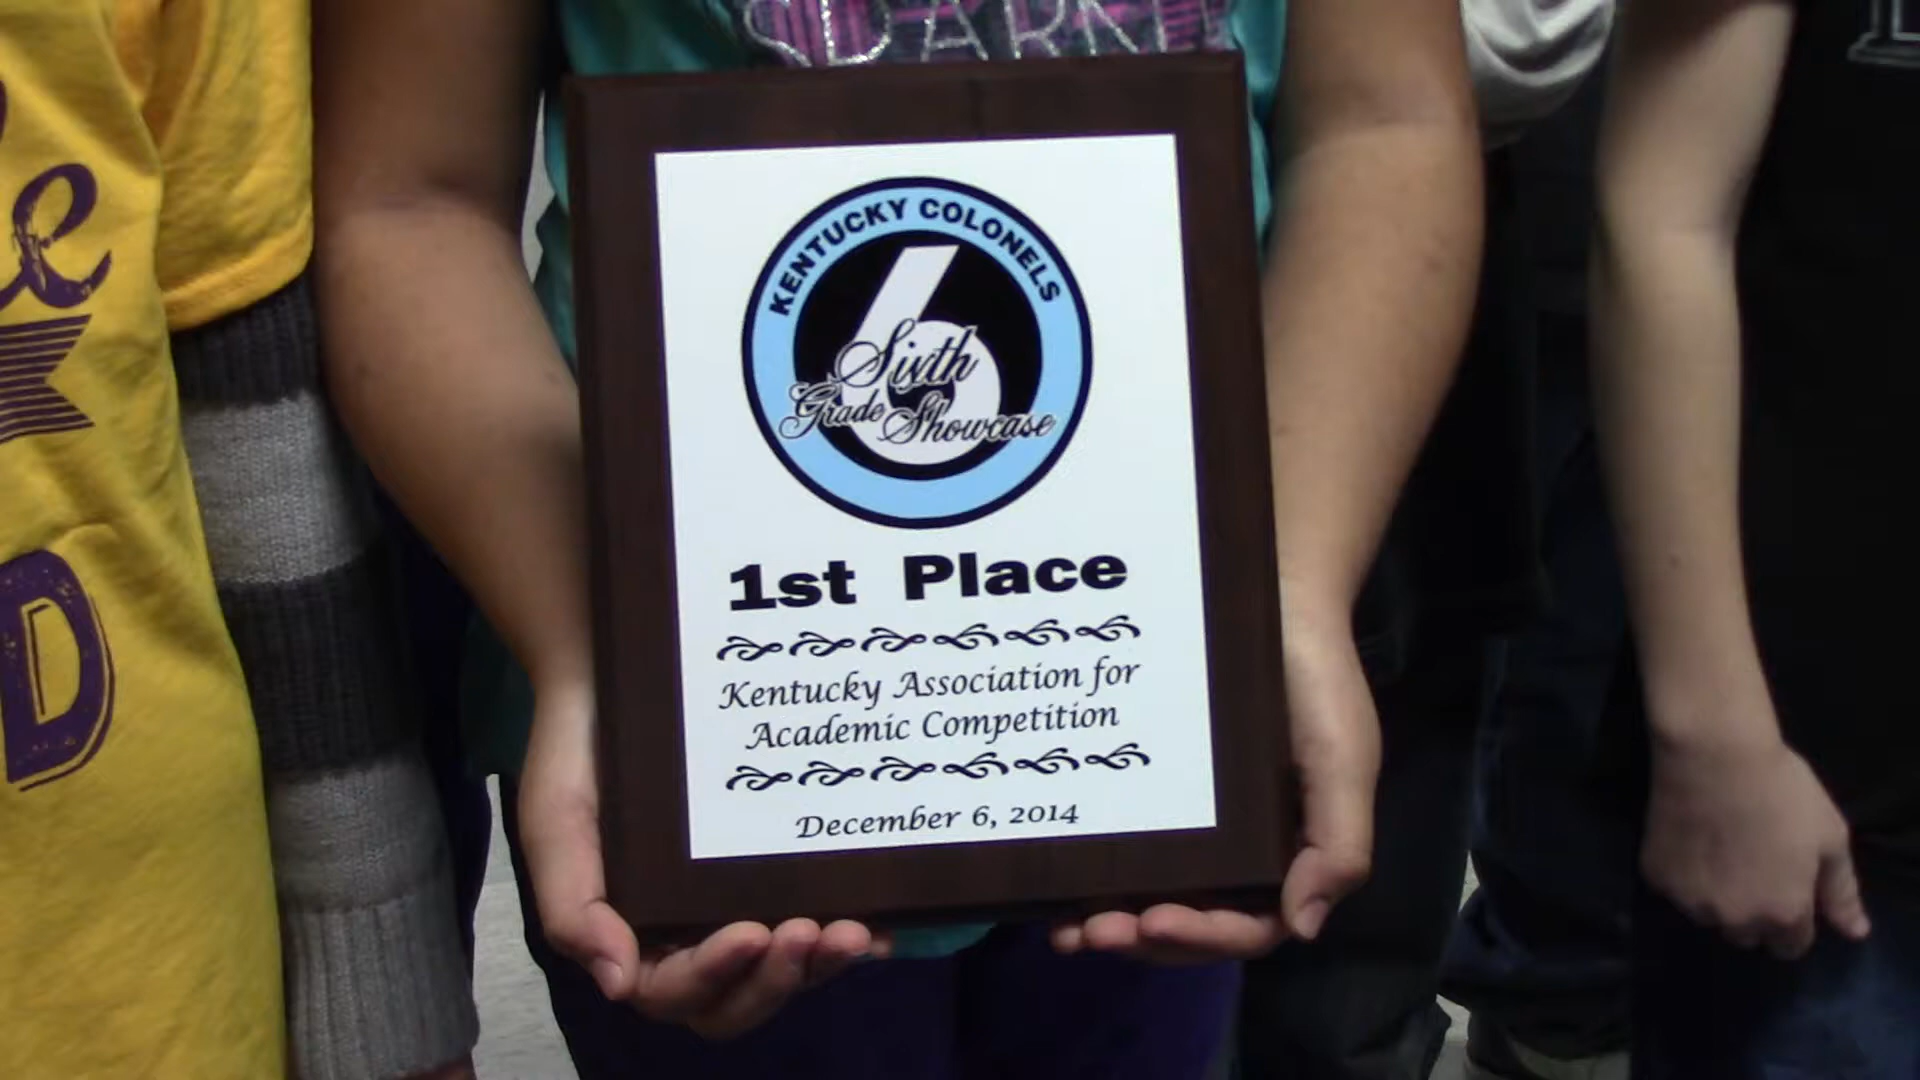 KENTUCKY COLONELS
6
Sixth
Grade Showcase
1st Place
Kentucky Association for
Academic Competition
December 6, 2014